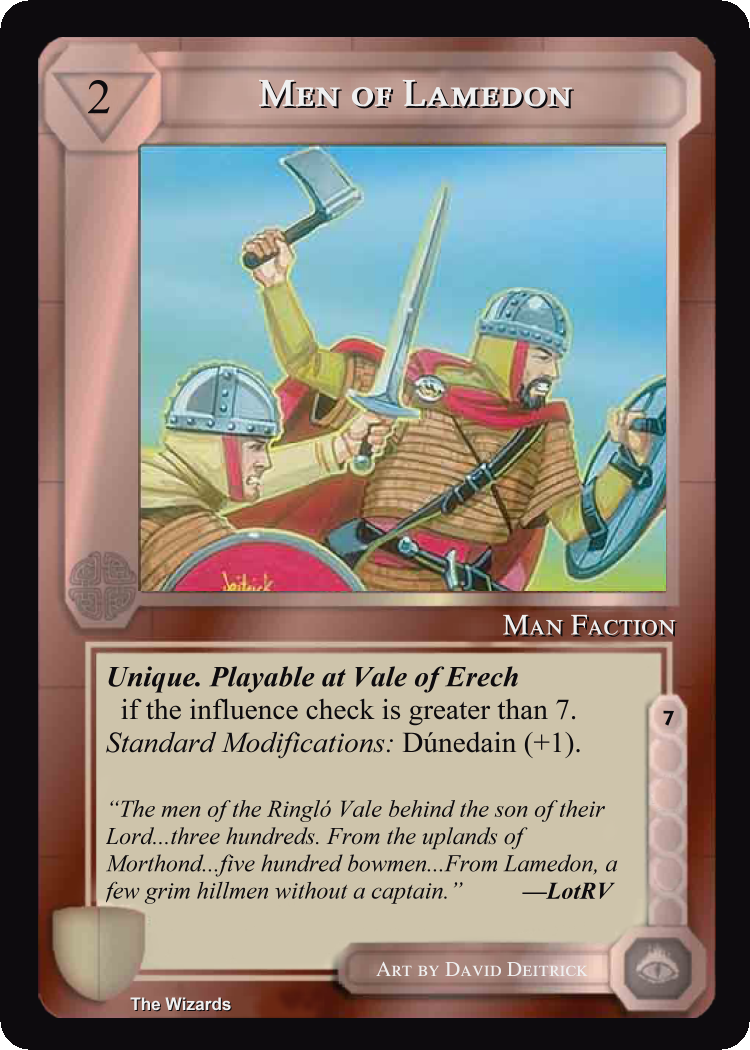 2
MEN OF LAMEDON
Deitrick
MAN FACTION
Unique. Playable at Vale of Erech
if the influence check is greater than 7.
Standard Modifications: Dúnedain (+1).
7
“The men of the Ringló Vale behind the son of their
Lord...three hundreds. From the uplands of
Morthond...five hundred bowmen...From Lamedon, a
few grim hillmen without a captain.” —LotRV
ART BY DAVID DEITRICK
The Wizards